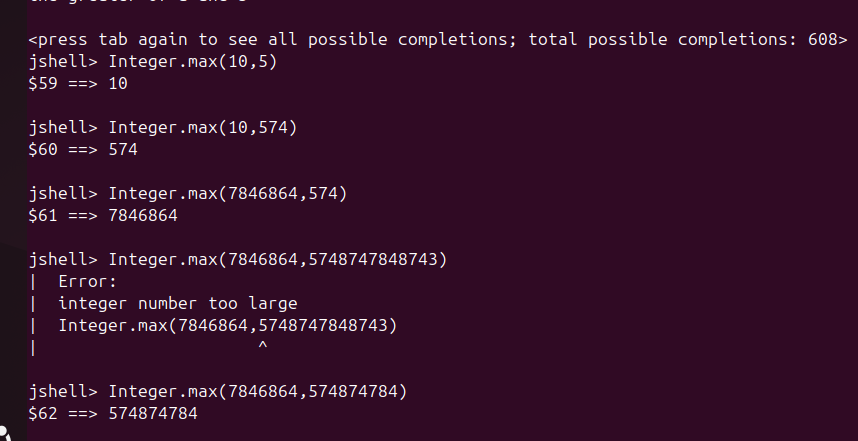 <press tab again to see all possible completions; total possible completions: 608>
jshell> Integer.max(10,5)
$59 ==> 10
jshell> Integer.max(10,574)
$60 ==> 574
jshell> Integer.max(7846864,574)
$61 ==> 7846864
jshell> Integer.max(7846864,5748747848743)
|  Error:
|  integer number too large
|  Integer.max(7846864,5748747848743)
|                      ^
jshell> Integer.max(7846864,574874784)
$62 ==> 574874784